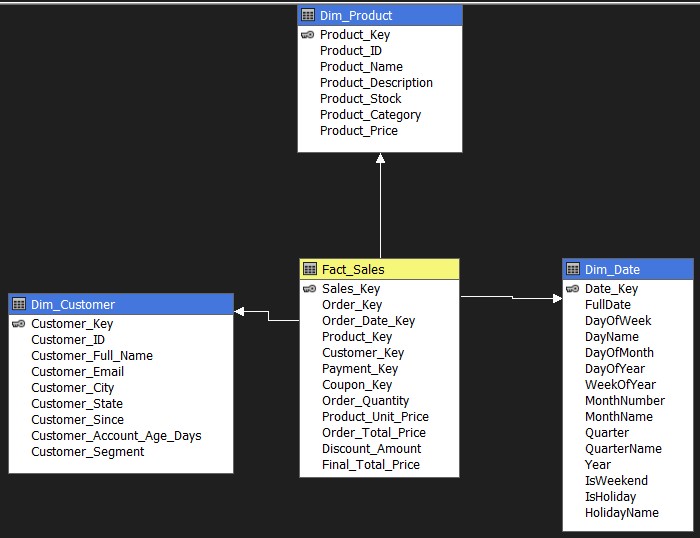 Dim_Product
Product_Key
Product_ID
Product_Name
Product_Description
Product_Stock
Product_Category
Product_Price
Fact_Sales
Sales_Key
Order_Key
Order_Date_Key
Product_Key
Customer_Key
Payment_Key
Coupon_Key
Order_Quantity
Product_Unit_Price
Order_Total_Price
Discount_Amount
Final_Total_Price
Dim_Customer
Customer_Key
Customer_ID
Customer_Full_Name
Customer_Email
Customer_City
Customer_State
Customer_Since
Customer_Account_Age_Days
Customer_Segment
Dim_Date
Date_Key
FullDate
DayOfWeek
DayName
DayOfMonth
DayOfYear
WeekOfYear
MonthNumber
MonthName
Quarter
QuarterName
Year
IsWeekend
IsHoliday
HolidayName